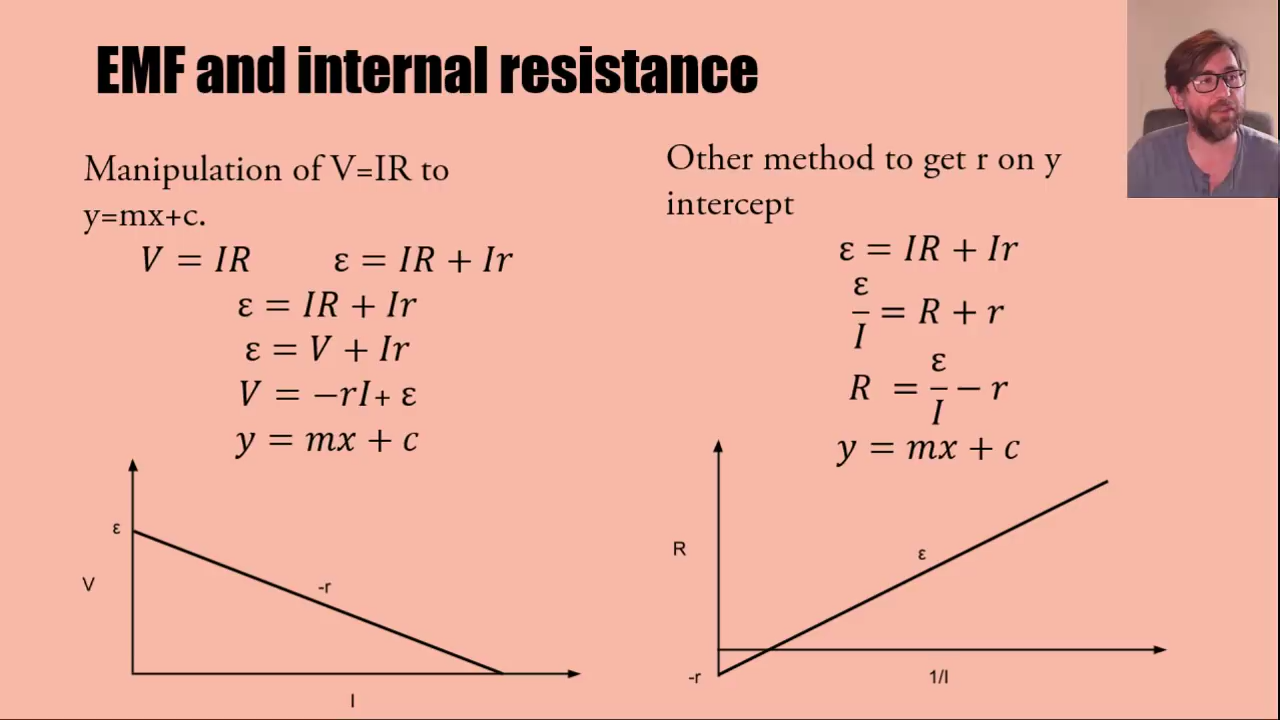 EMF and internal resistance
Manipulation of V=IR to
y=mx+c.
V = IR ε = IR + Ir
ε = IR + Ir
ε = V + Ir
V = −rI+ ε
y = mx + c
ε
V
-r
I
Other method to get r on y
intercept
ε = IR + Ir
ε/I = R + r
R = ε/I − r
y = mx + c
R
ε
-r
1/I